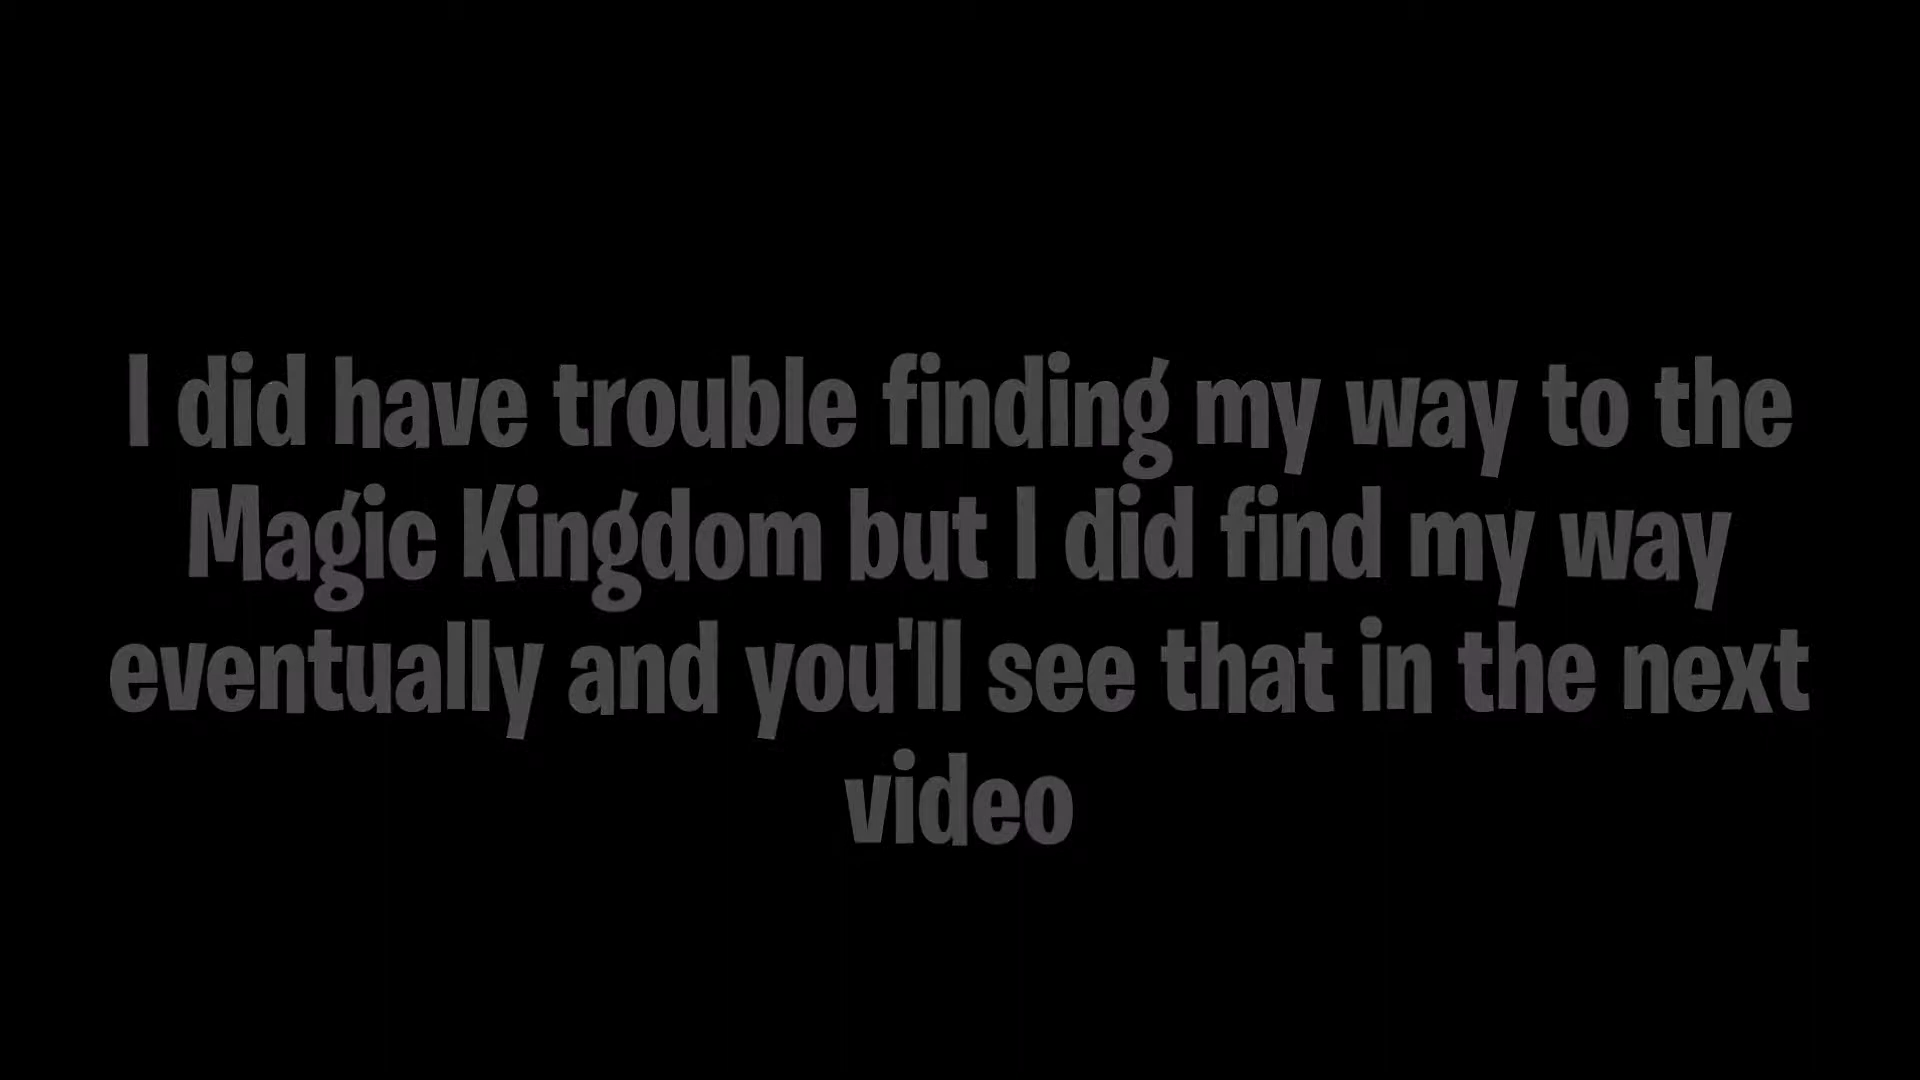 I did have trouble finding my way to the
Magic Kingdom but I did find my way
eventually and you'll see that in the next
video